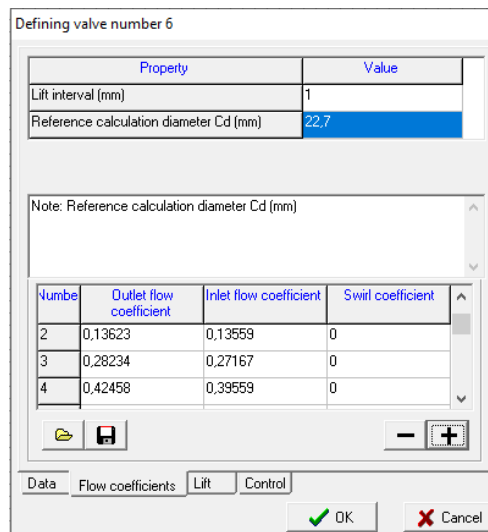 Defining valve number 6
Property Value
Lift interval (mm) 1
Reference calculation diameter Cd (mm) 22,7
Note: Reference calculation diameter Cd (mm)
Numbe Outlet flow coefficient Inlet flow coefficient Swirl coefficient
2 0,13623 0,13559 0
3 0,28234 0,27167 0
4 0,42458 0,39559 0
Data Flow coefficients Lift Control
OK Cancel